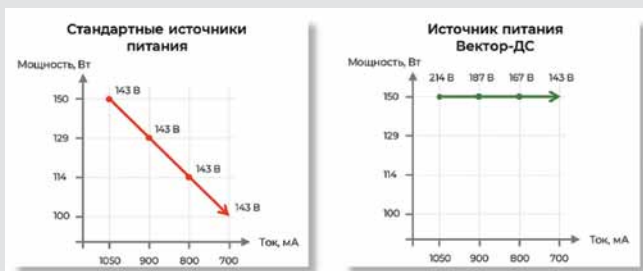 Стандартные источники
питания
Мощность, Вт
143 В
150
143 В
129
143 В
114
143 В
100
Ток, мА
1050 900 800 700
Источник питания
Вектор-ДС
Мощность, Вт
214 В 187 В 167 В 143 В
150
129
114
100
Ток, мА
1050 900 800 700